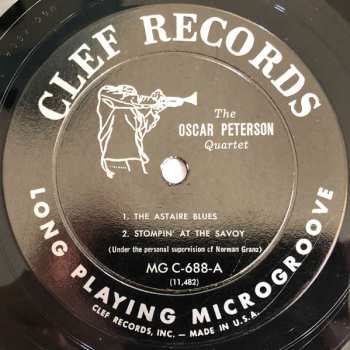 CLEF RECORDS
The
OSCAR PETERSON
Quartet
1. THE ASTAIRE BLUES
2. STOMPIN' AT THE SAVOY
(Under the personal supervision of Norman Granz)
MG C-688-A
(11,482)
LONG PLAYING MICROGROOVE
CLEF RECORDS, INC. — MADE IN U.S.A.